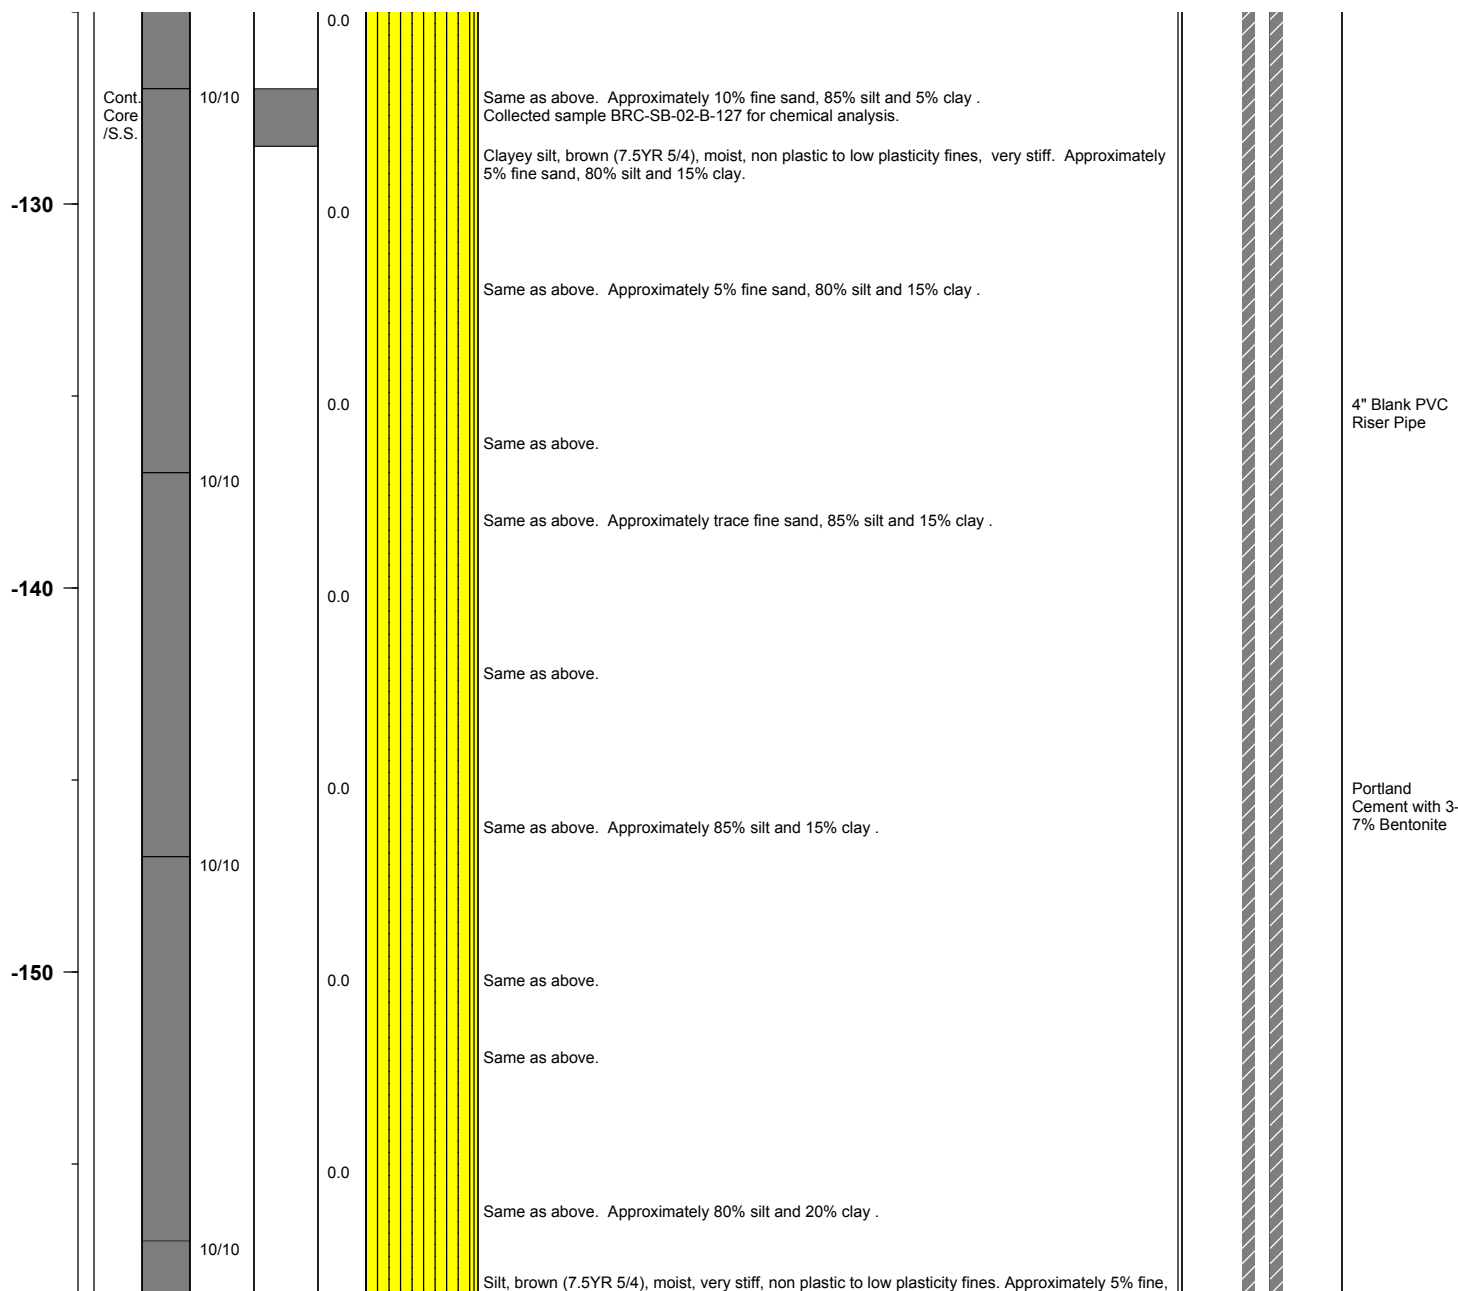 0.0
Cont.
Core
/S.S.
10/10
Same as above.  Approximately 10% fine sand, 85% silt and 5% clay .
Collected sample BRC-SB-02-B-127 for chemical analysis.
Clayey silt, brown (7.5YR 5/4), moist, non plastic to low plasticity fines,  very stiff.  Approximately
5% fine sand, 80% silt and 15% clay.
-130
0.0
Same as above.  Approximately 5% fine sand, 80% silt and 15% clay .
0.0
4" Blank PVC
Riser Pipe
Same as above.
10/10
Same as above.  Approximately trace fine sand, 85% silt and 15% clay .
-140
0.0
Same as above.
0.0
Portland
Cement with 3-
7% Bentonite
Same as above.  Approximately 85% silt and 15% clay .
10/10
-150
0.0
Same as above.
Same as above.
0.0
Same as above.  Approximately 80% silt and 20% clay .
10/10
Silt, brown (7.5YR 5/4), moist, very stiff, non plastic to low plasticity fines. Approximately 5% fine,